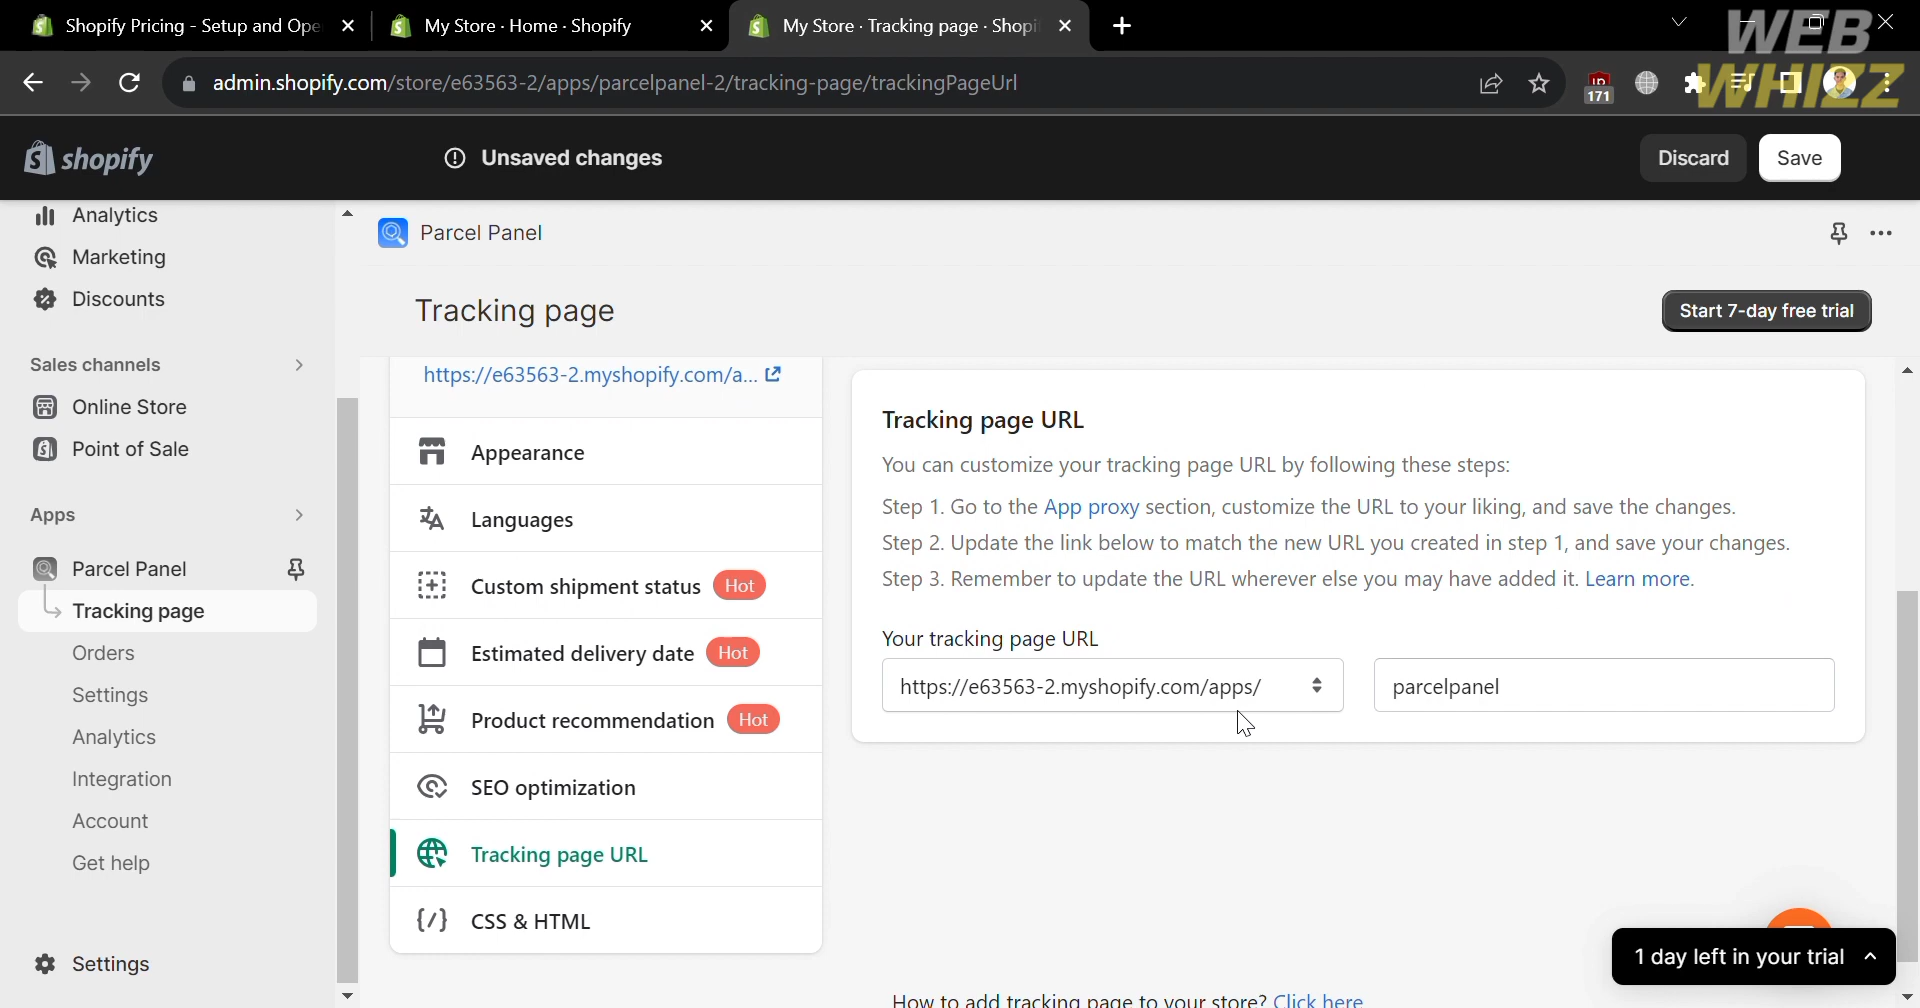 Shopify Pricing - Setup and Ope
My Store · Home · Shopify
My Store · Tracking page · Shopi
WEB
WHIZZ
admin.shopify.com/store/e63563-2/apps/parcelpanel-2/tracking-page/trackingPageUrl
171
shopify
Unsaved changes
Discard
Save
Analytics
Marketing
Discounts
Sales channels
Online Store
Point of Sale
Apps
Parcel Panel
Tracking page
Orders
Settings
Analytics
Integration
Account
Get help
Settings
Parcel Panel
Tracking page
Start 7-day free trial
https://e63563-2.myshopify.com/a...
Appearance
Languages
Custom shipment status Hot
Estimated delivery date Hot
Product recommendation Hot
SEO optimization
Tracking page URL
CSS & HTML
Tracking page URL
You can customize your tracking page URL by following these steps:
Step 1. Go to the App proxy section, customize the URL to your liking, and save the changes.
Step 2. Update the link below to match the new URL you created in step 1, and save your changes.
Step 3. Remember to update the URL wherever else you may have added it. Learn more.
Your tracking page URL
https://e63563-2.myshopify.com/apps/
parcelpanel
How to add tracking page to your store? Click here
1 day left in your trial